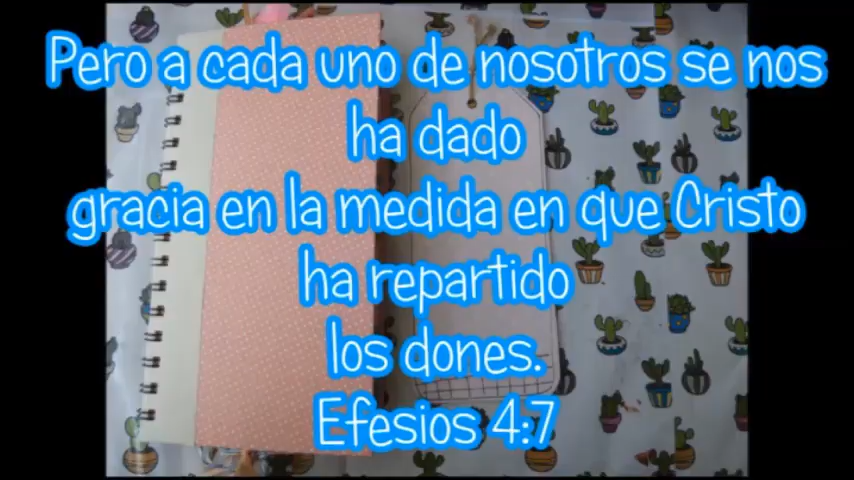 Pero a cada uno de nosotros se nos
ha dado
gracia en la medida en que Cristo
ha repartido
los dones.
Efesios 4:7